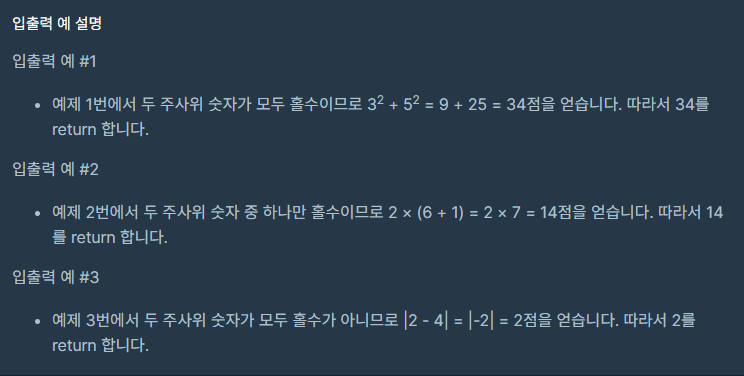 입출력 예 설명
입출력 예 #1
• 예제 1번에서 두 주사위 숫자가 모두 홀수이므로 3² + 5² = 9 + 25 = 34점을 얻습니다. 따라서 34를
return 합니다.
입출력 예 #2
• 예제 2번에서 두 주사위 숫자 중 하나만 홀수이므로 2 × (6 + 1) = 2 × 7 = 14점을 얻습니다. 따라서 14
를 return 합니다.
입출력 예 #3
• 예제 3번에서 두 주사위 숫자가 모두 홀수가 아니므로 |2 - 4| = |-2| = 2점을 얻습니다. 따라서 2를
return 합니다.